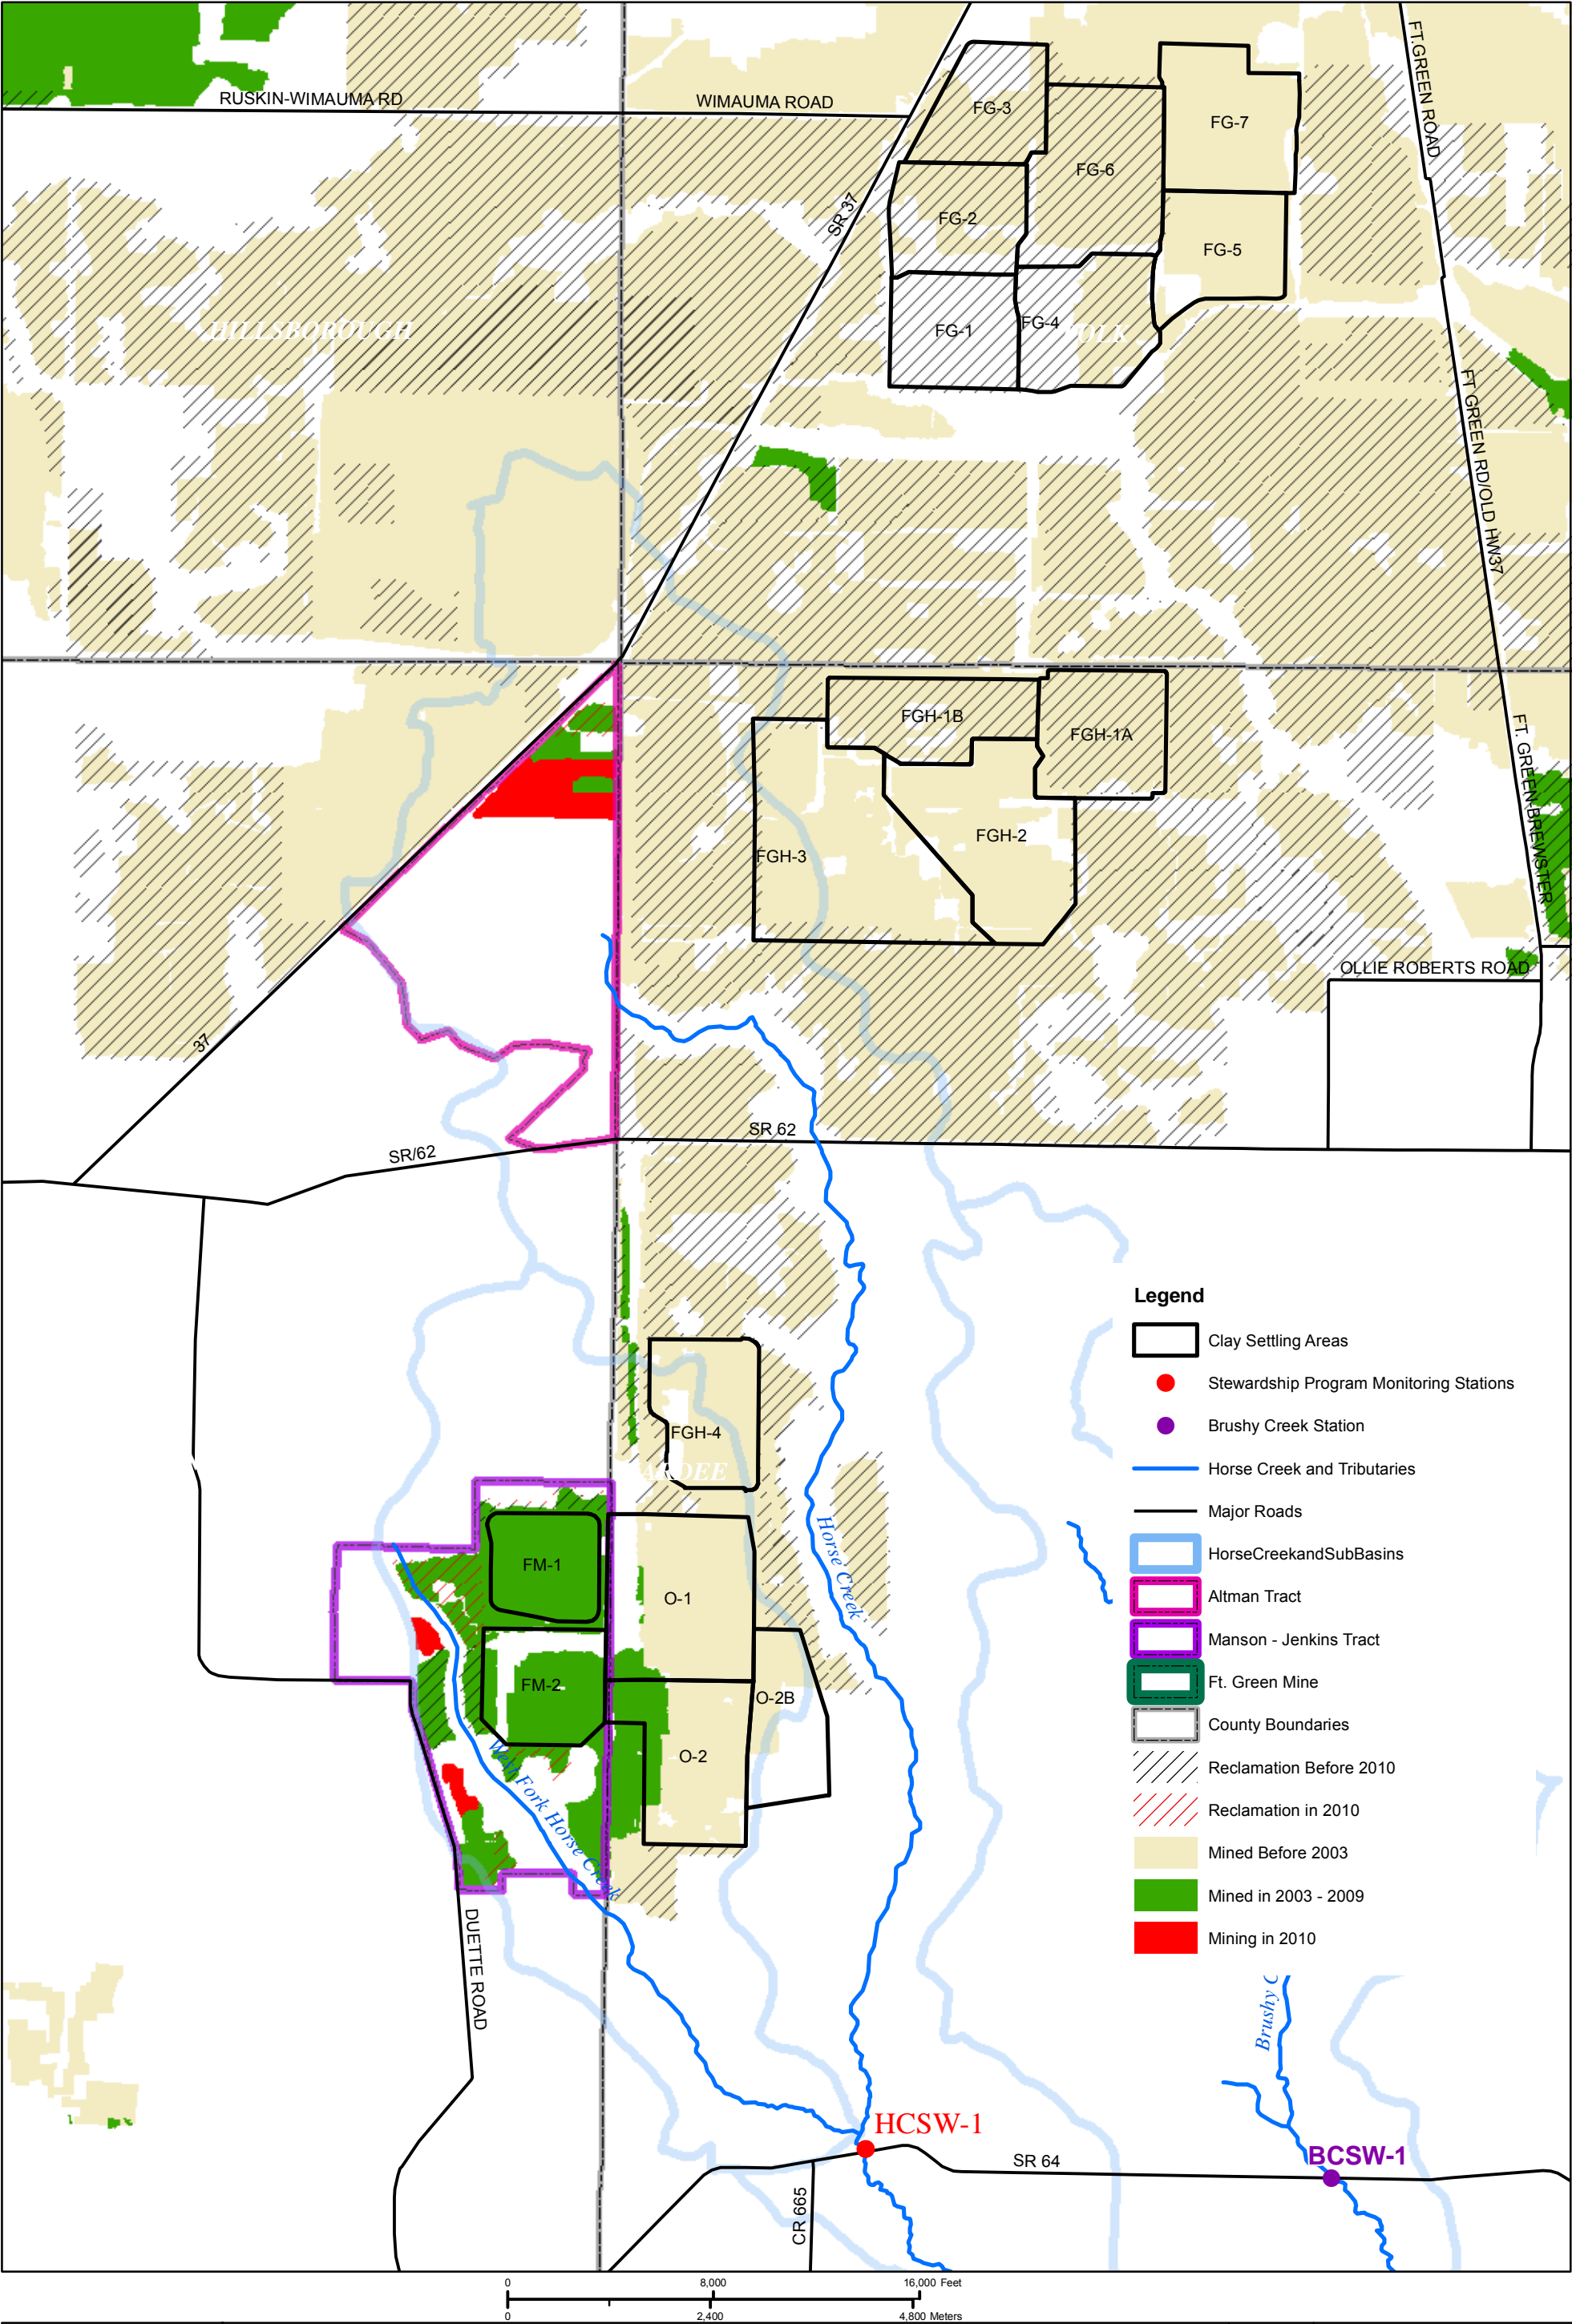 RUSKIN-WIMAUMA RD
WIMAUMA ROAD
FT.GREEN ROAD
FG-3
FG-7
FG-6
SR 37
FG-2
FG-5
HILLSBOROUGH
FG-1
FG-4
OLK
FT GREEN RD/OLD HW37
FGH-1B
FGH-1A
FT. GREEN-BREWSTER
FGH-2
FGH-3
OLLIE ROBERTS ROAD
37
SR 62
SR/62
Legend
Clay Settling Areas
Stewardship Program Monitoring Stations
Brushy Creek Station
Horse Creek and Tributaries
Major Roads
HorseCreekandSubBasins
Altman Tract
Manson - Jenkins Tract
Ft. Green Mine
County Boundaries
Reclamation Before 2010
Reclamation in 2010
Mined Before 2003
Mined in 2003 - 2009
Mining in 2010
FGH-4
ARDEE
Horse Creek
FM-1
O-1
FM-2
O-2B
O-2
West Fork Horse Creek
DUETTE ROAD
Brushy C
HCSW-1
BCSW-1
SR 64
CR 665
0 8,000 16,000 Feet
0 2,400 4,800 Meters